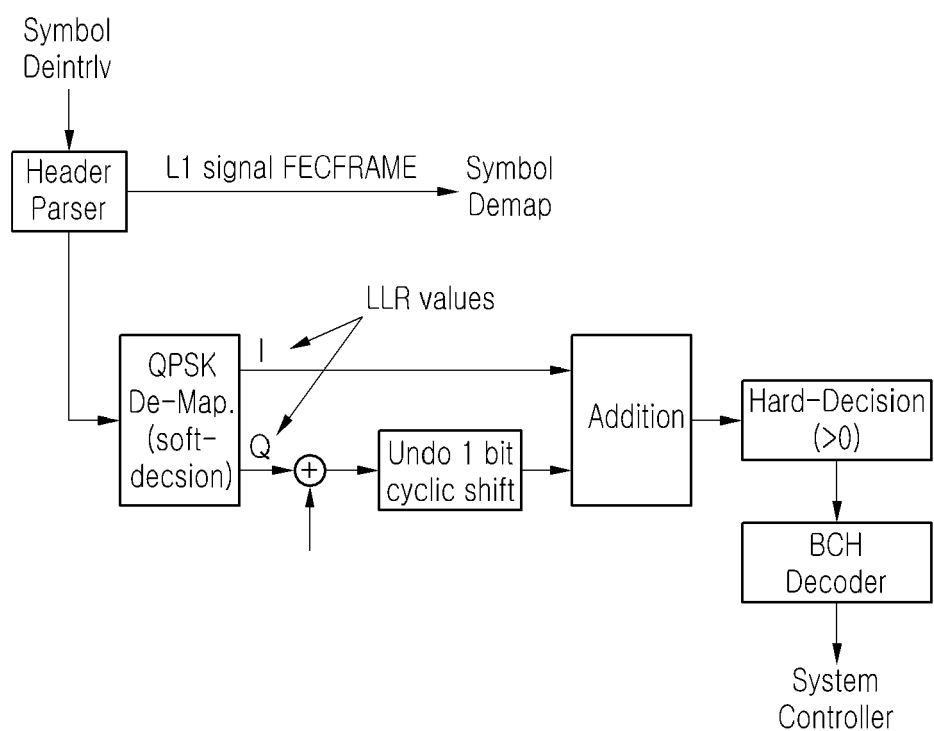 Symbol
Deintrlv
Header
Parser
L1 signal FECFRAME
Symbol
Demap
LLR values
QPSK
De-Map.
(soft-
decsion)
I
Q
+
Undo 1 bit
cyclic shift
Addition
Hard-Decision
(>0)
BCH
Decoder
System
Controller